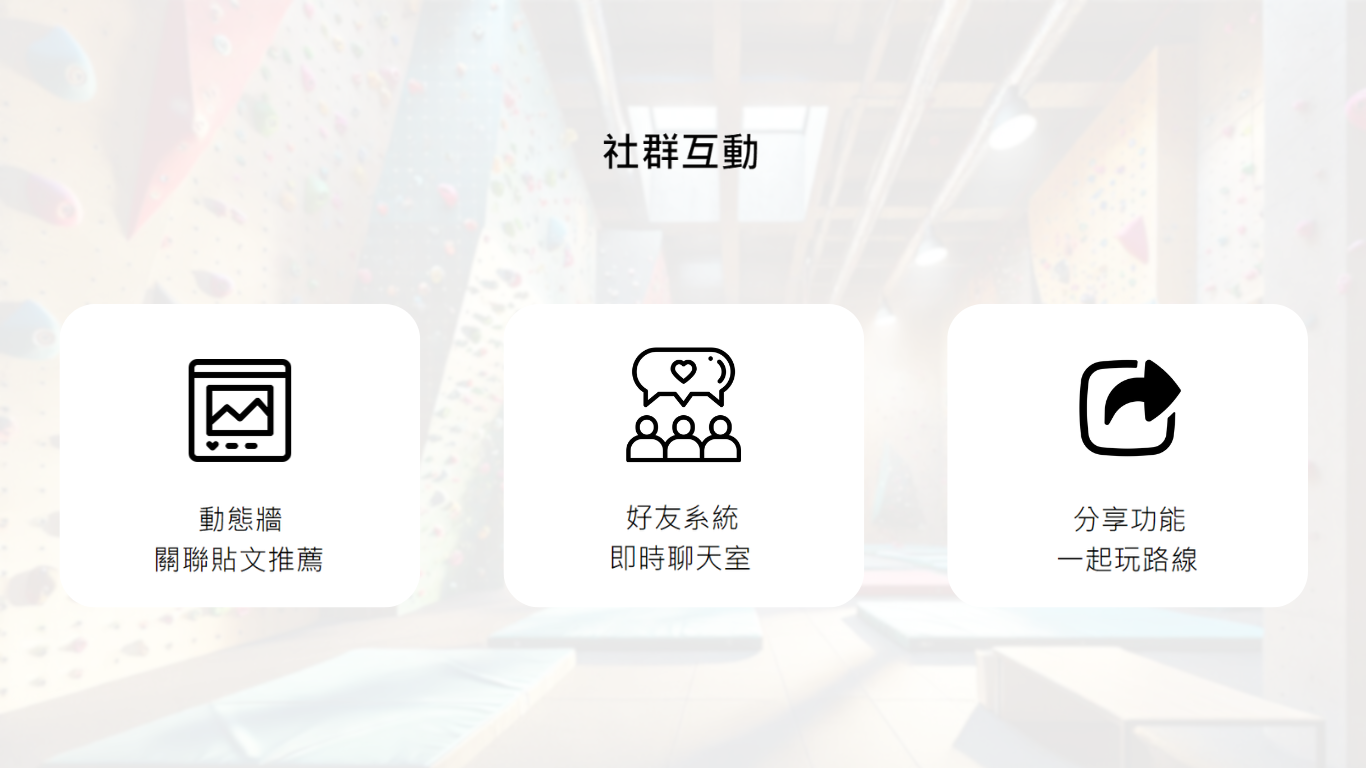 社群互動
動態牆
關聯貼文推薦
好友系統
即時聊天室
分享功能
一起玩路線